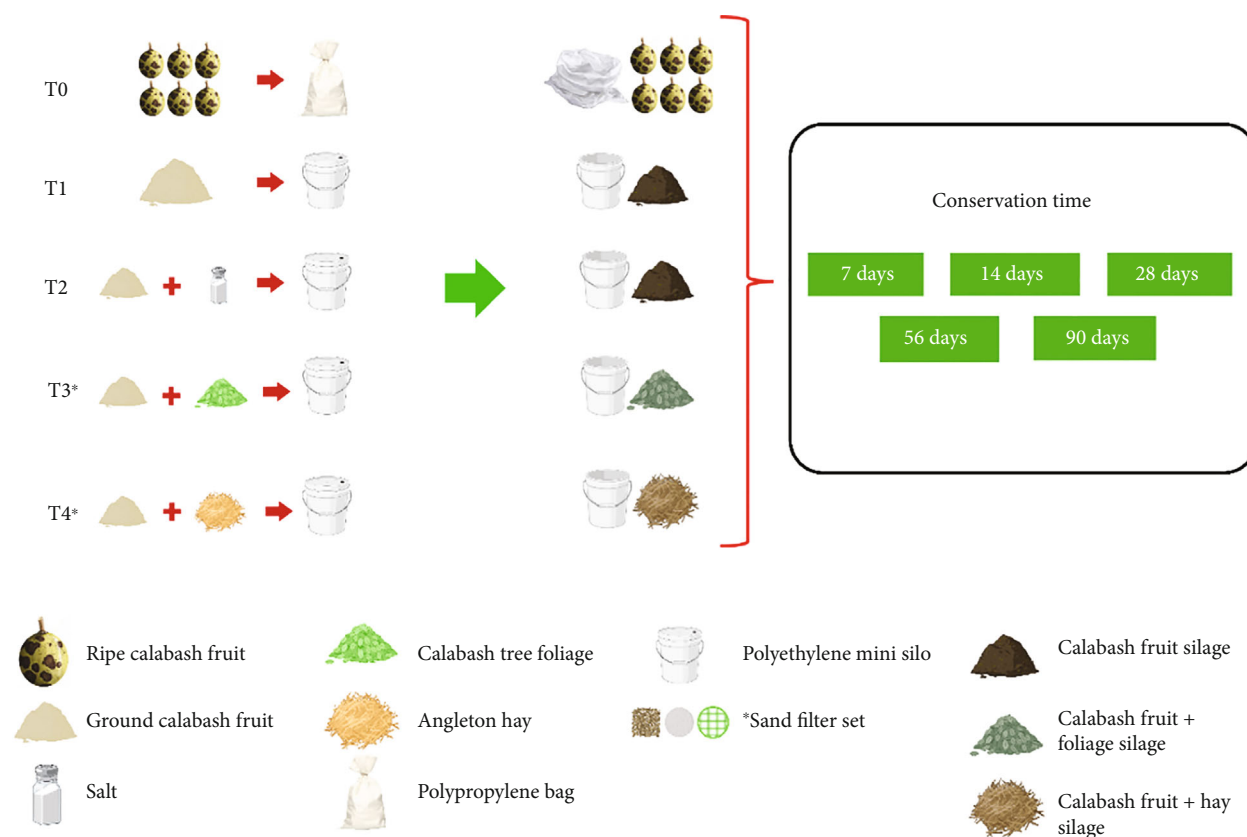 T0
T1
T2
T3*
T4*
Conservation time
7 days
14 days
28 days
56 days
90 days
Ripe calabash fruit
Ground calabash fruit
Salt
Calabash tree foliage
Angleton hay
Polypropylene bag
Polyethylene mini silo
*Sand filter set
Calabash fruit silage
Calabash fruit +
foliage silage
Calabash fruit + hay
silage